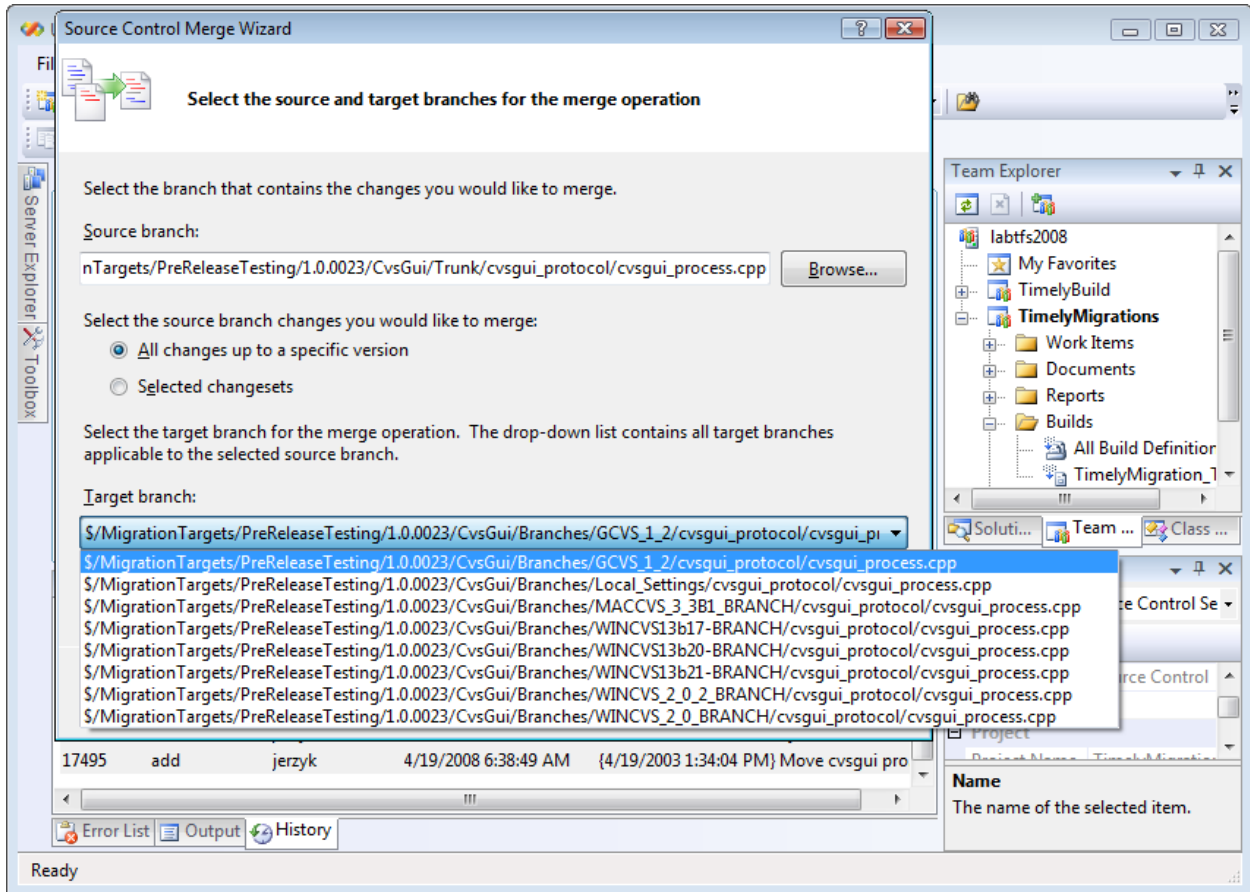 Source Control Merge Wizard
Fil
Select the source and target branches for the merge operation
Select the branch that contains the changes you would like to merge.
Source branch:
nTargets/PreReleaseTesting/1.0.0023/CvsGui/Trunk/cvsgui_protocol/cvsgui_process.cpp
Browse...
Select the source branch changes you would like to merge:
All changes up to a specific version
Selected changesets
Select the target branch for the merge operation. The drop-down list contains all target branches
applicable to the selected source branch.
Target branch:
$/MigrationTargets/PreReleaseTesting/1.0.0023/CvsGui/Branches/GCVS_1_2/cvsgui_protocol/cvsgui_pr
$/MigrationTargets/PreReleaseTesting/1.0.0023/CvsGui/Branches/GCVS_1_2/cvsgui_protocol/cvsgui_process.cpp
$/MigrationTargets/PreReleaseTesting/1.0.0023/CvsGui/Branches/Local_Settings/cvsgui_protocol/cvsgui_process.cpp
$/MigrationTargets/PreReleaseTesting/1.0.0023/CvsGui/Branches/MACCVS_3_3B1_BRANCH/cvsgui_protocol/cvsgui_process.cpp
$/MigrationTargets/PreReleaseTesting/1.0.0023/CvsGui/Branches/WINCVS13b17-BRANCH/cvsgui_protocol/cvsgui_process.cpp
$/MigrationTargets/PreReleaseTesting/1.0.0023/CvsGui/Branches/WINCVS13b20-BRANCH/cvsgui_protocol/cvsgui_process.cpp
$/MigrationTargets/PreReleaseTesting/1.0.0023/CvsGui/Branches/WINCVS13b21-BRANCH/cvsgui_protocol/cvsgui_process.cpp
$/MigrationTargets/PreReleaseTesting/1.0.0023/CvsGui/Branches/WINCVS_2_0_2_BRANCH/cvsgui_protocol/cvsgui_process.cpp
$/MigrationTargets/PreReleaseTesting/1.0.0023/CvsGui/Branches/WINCVS_2_0_BRANCH/cvsgui_protocol/cvsgui_process.cpp
17495 add jerzyk 4/19/2008 6:38:49 AM {4/19/2003 1:34:04 PM} Move cvsgui pro
Error List Output History
Ready
Server Explorer
Toolbox
Team Explorer
labtfs2008
My Favorites
TimelyBuild
TimelyMigrations
Work Items
Documents
Reports
Builds
All Build Definition
TimelyMigration_T
Soluti... Team ... Class ...
ce Control Se
urce Control
Project
Name
The name of the selected item.